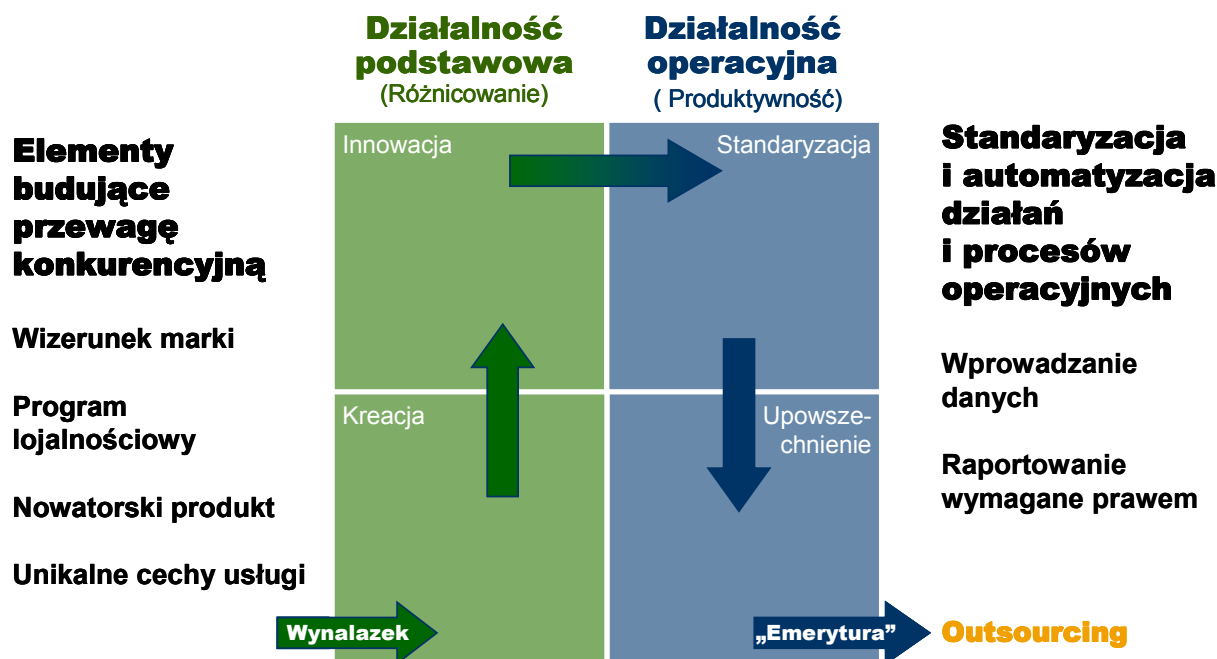 Działalność
podstawowa
(Różnicowanie)
Działalność
operacyjna
( Produktywność)
Elementy
budujące
przewagę
konkurencyjną
Wizerunek marki
Program
lojalnościowy
Nowatorski produkt
Unikalne cechy usługi
Innowacja
Standaryzacja
Kreacja
Upowsze-
chnienie
Wynalazek
„Emerytura”
Standaryzacja
i automatyzacja
działań
i procesów
operacyjnych
Wprowadzanie
danych
Raportowanie
wymagane prawem
Outsourcing